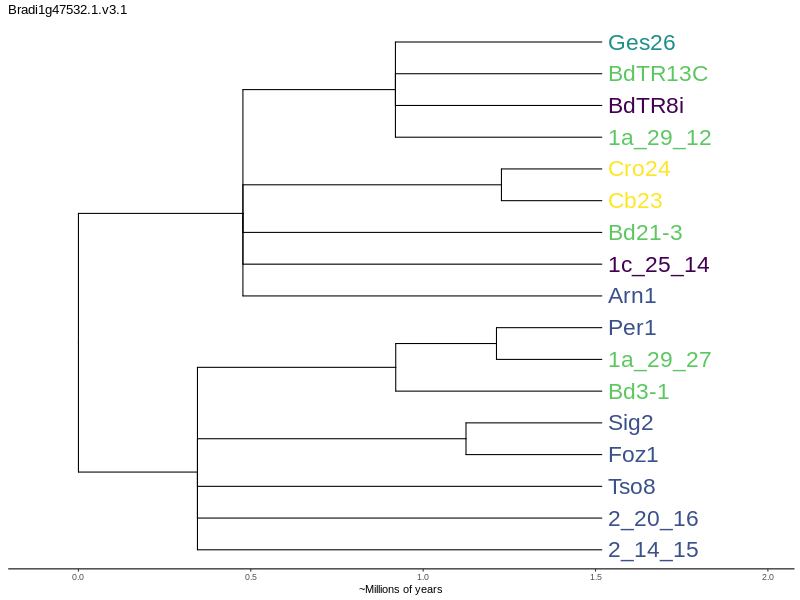 Bradi1g47532.1.v3.1
Ges26
BdTR13C
BdTR8i
1a_29_12
Cro24
Cb23
Bd21-3
1c_25_14
Arn1
Per1
1a_29_27
Bd3-1
Sig2
Foz1
Tso8
2_20_16
2_14_15
0.0 0.5 1.0 1.5 2.0
~Millions of years